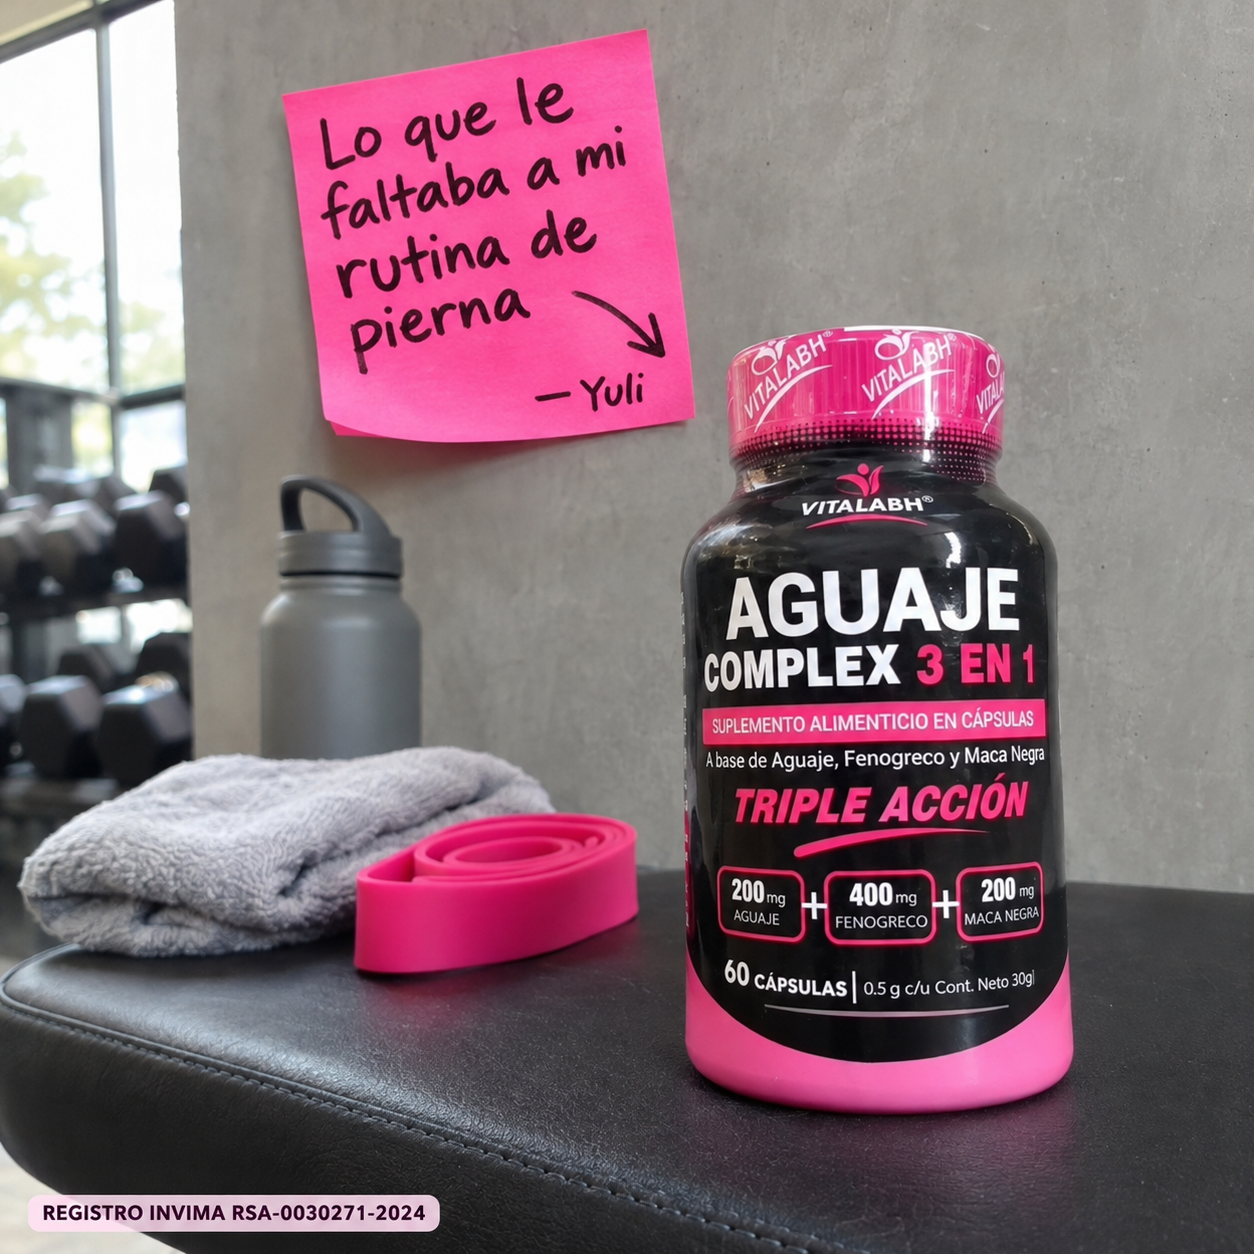 Lo que le
faltaba a mi
rutina de
pierna
— Yuli
VITALABH®
VITALABH®
VITALABH
VITALABH®
AGUAJE
COMPLEX 3 EN 1
SUPLEMENTO ALIMENTICIO EN CÁPSULAS
A base de Aguaje, Fenogreco y Maca Negra
TRIPLE ACCIÓN
200 mg + 400 mg + 200 mg
AGUAJE FENOGRECO MACA NEGRA
60 CÁPSULAS | 0.5 g c/u Cont. Neto 30g
REGISTRO INVIMA RSA-0030271-2024